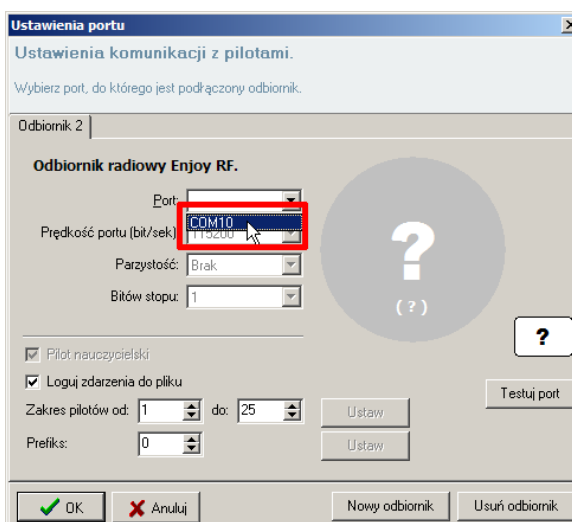 Ustawienia portu
Ustawienia komunikacji z pilotami.
Wybierz port, do którego jest podłączony odbiornik.
Odbiornik 2
Odbiornik radiowy Enjoy RF.
Port:
COM10
Prędkość portu (bit/sek) 115200
Parzystość: Brak
Bitów stopu: 1
?
( ? )
?
Pilot nauczycielski
Loguj zdarzenia do pliku
Testuj port
Zakres pilotów od: 1 do: 25 Ustaw
Prefiks: 0 Ustaw
OK Anuluj Nowy odbiornik Usuń odbiornik